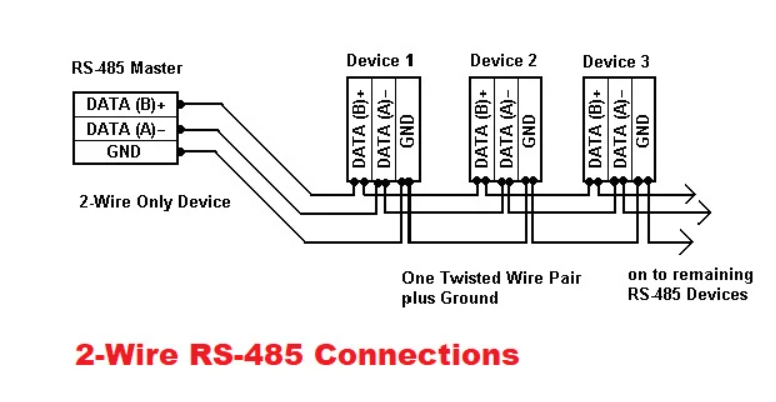 RS-485 Master
DATA (B)+
DATA (A)–
GND
2-Wire Only Device
Device 1
DATA (B)+
DATA (A)–
GND
Device 2
DATA (B)+
DATA (A)–
GND
Device 3
DATA (B)+
DATA (A)–
GND
One Twisted Wire Pair
plus Ground
on to remaining
RS-485 Devices
2-Wire RS-485 Connections